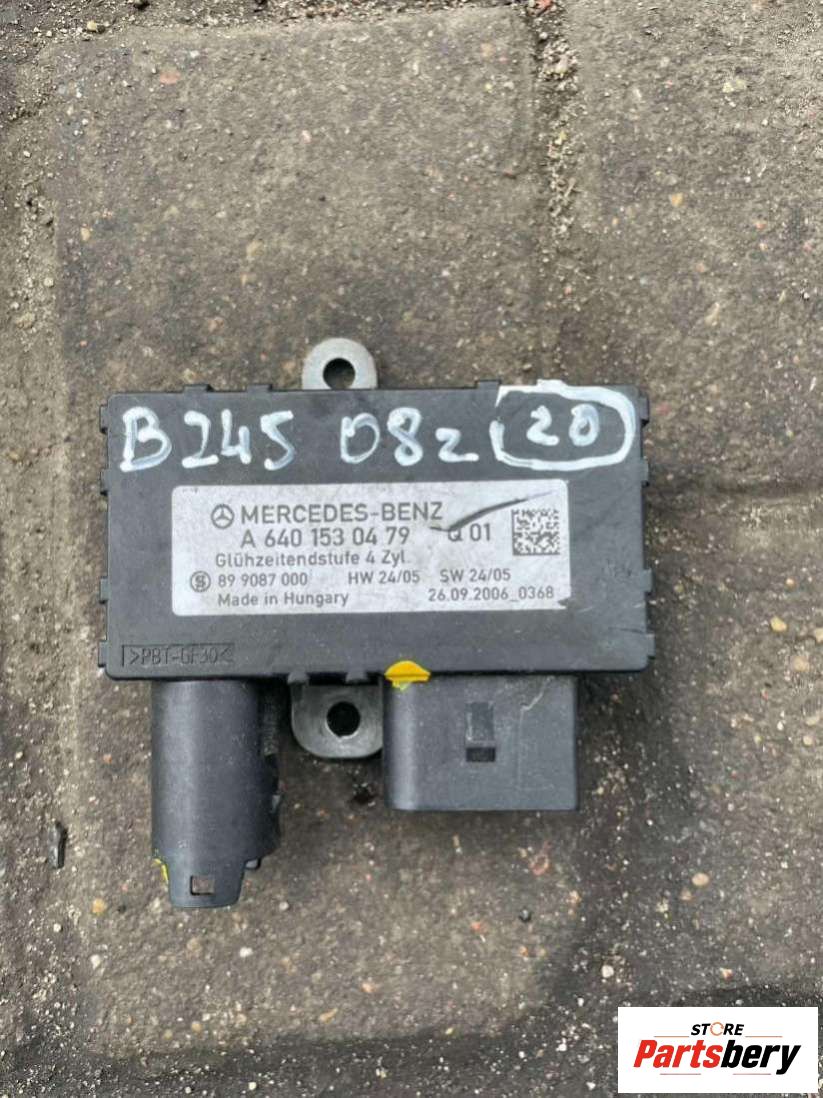 B245 08z 20
MERCEDES-BENZ
A 640 153 04 79 Q 01
Glühzeitendstufe 4 Zyl.
89 9087 000 HW 24/05 SW 24/05
Made in Hungary 26.09.2006_0368
>PBT-GF30<
STORE
Partsbery